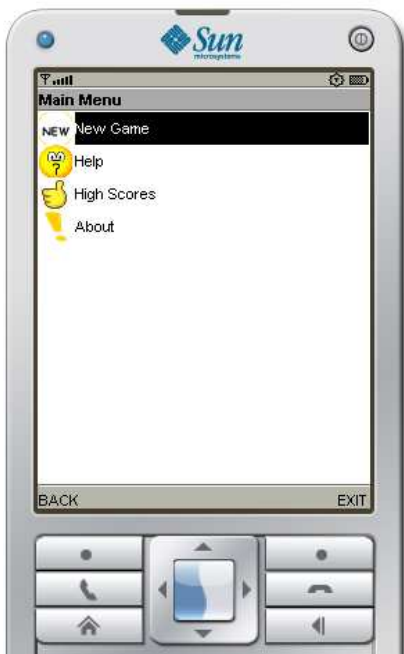 Sun
microsystems
Main Menu
NEW New Game
? Help
High Scores
! About
BACK EXIT